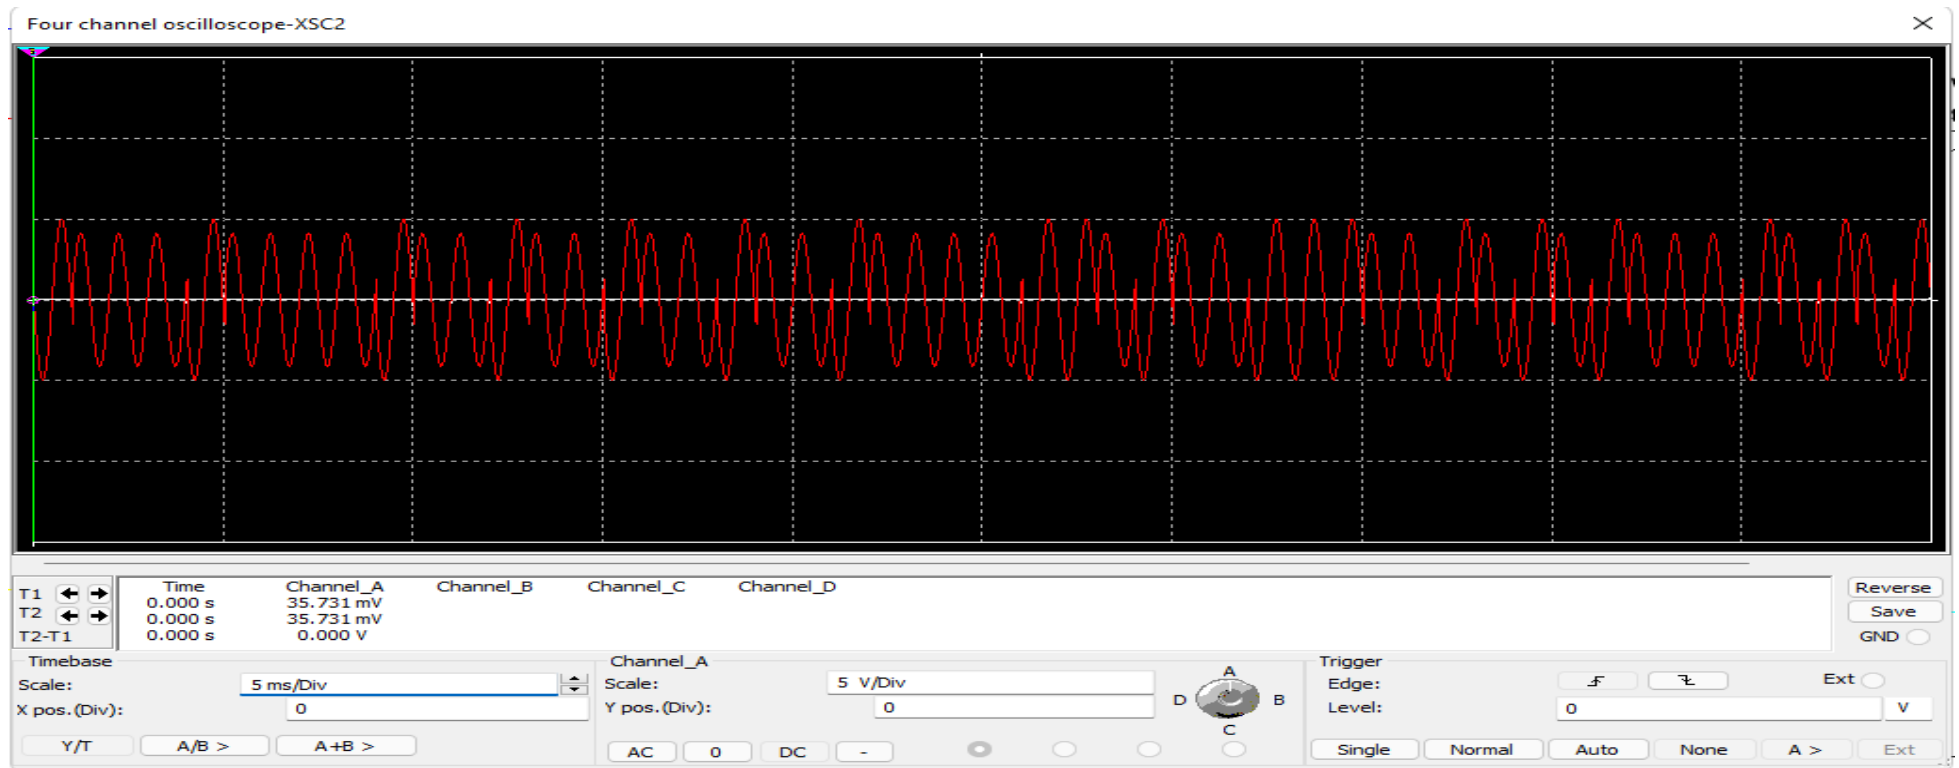 Four channel oscilloscope-XSC2
T1
T2
T2-T1
Time Channel_A Channel_B Channel_C Channel_D
0.000 s 35.731 mV
0.000 s 35.731 mV
0.000 s 0.000 V
Reverse
Save
GND
Timebase
Scale: 5 ms/Div
X pos.(Div): 0
Y/T A/B > A+B >
Channel_A
Scale: 5 V/Div
Y pos.(Div): 0
AC 0 DC -
A
D B
C
Trigger
Edge: Ext
Level: 0 V
Single Normal Auto None A > Ext